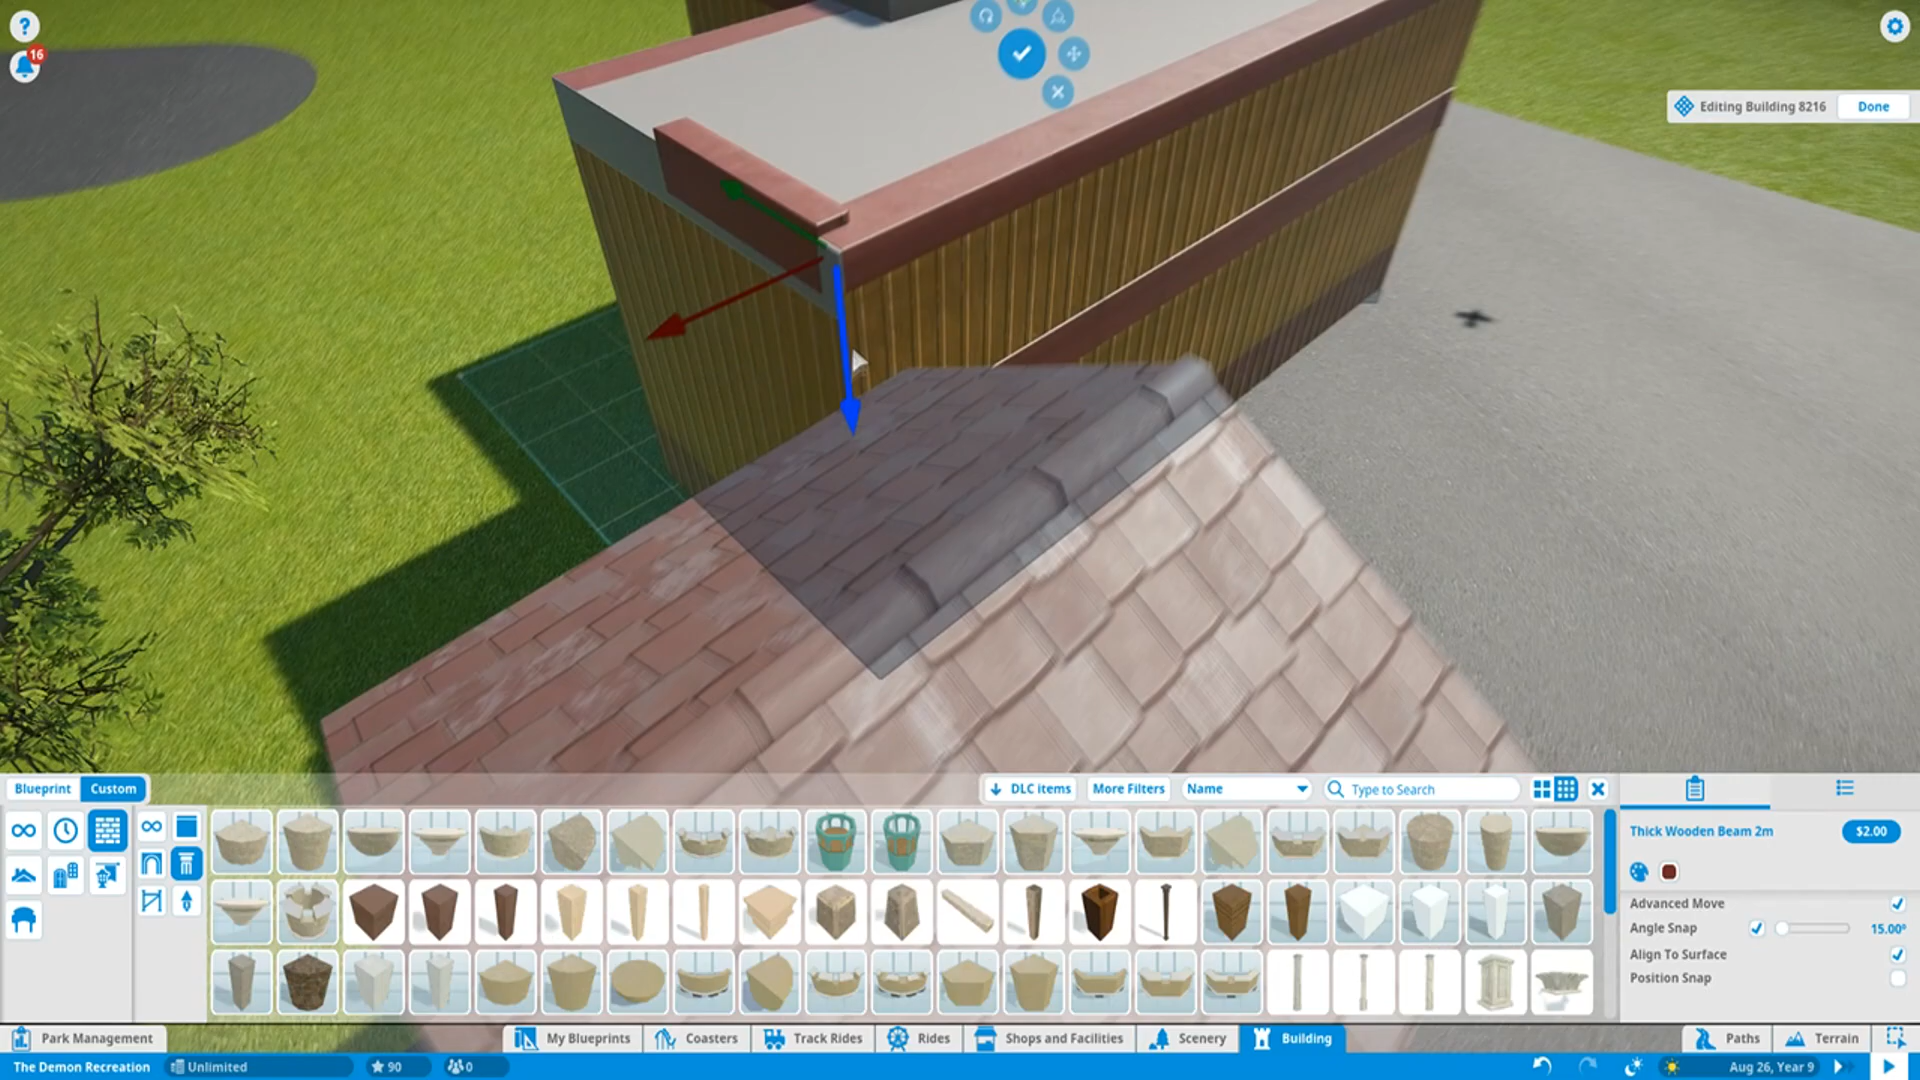 ?
16
Editing Building 8216
Done
Blueprint
Custom
DLC items
More Filters
Name
Type to Search
Thick Wooden Beam 2m
$2.00
Advanced Move
Angle Snap
15.00°
Align To Surface
Position Snap
Park Management
My Blueprints
Coasters
Track Rides
Rides
Shops and Facilities
Scenery
Building
Paths
Terrain
The Demon Recreation
Unlimited
90
0
Aug 26, Year 9